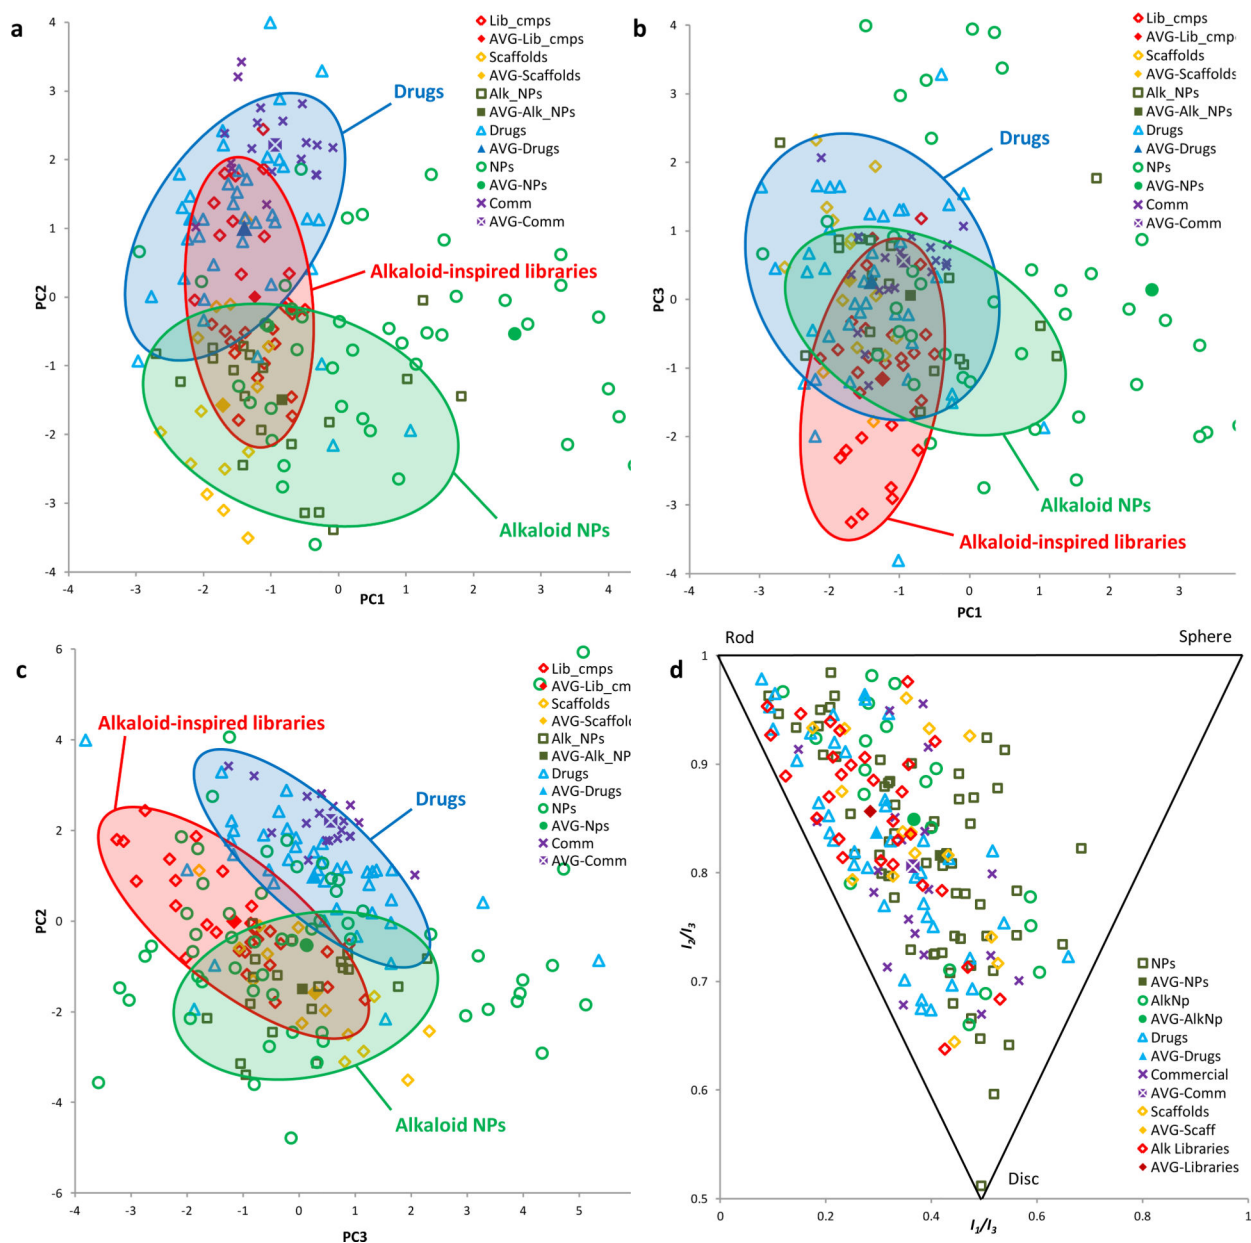 a
4
3
2
1
0
-1
-2
-3
-4
PC2
-4 -3 -2 -1 0 1 2 3 4
PC1
Drugs
Alkaloid-inspired libraries
Alkaloid NPs
Lib_cmps
AVG-Lib_cmps
Scaffolds
AVG-Scaffolds
Alk_NPs
AVG-Alk_NPs
Drugs
AVG-Drugs
NPs
AVG-NPs
Comm
AVG-Comm
b
4
3
2
1
0
-1
-2
-3
-4
PC3
-4 -3 -2 -1 0 1 2 3
PC1
Drugs
Alkaloid NPs
Alkaloid-inspired libraries
Lib_cmps
AVG-Lib_cmp
Scaffolds
AVG-Scaffolds
Alk_NPs
AVG-Alk_NPs
Drugs
AVG-Drugs
NPs
AVG-NPs
Comm
AVG-Comm
c
6
4
2
0
-2
-4
-6
PC2
-4 -3 -2 -1 0 1 2 3 4 5
PC3
Alkaloid-inspired libraries
Drugs
Alkaloid NPs
Lib_cmps
AVG-Lib_cm
Scaffolds
AVG-Scaffol
Alk_NPs
AVG-Alk_NP
Drugs
AVG-Drugs
NPs
AVG-Nps
Comm
AVG-Comm
d
Rod
Sphere
Disc
1
0.9
0.8
0.7
0.6
0.5
I2/I3
0 0.2 0.4 0.6 0.8 1
I1/I3
NPs
AVG-NPs
AlkNp
AVG-AlkNp
Drugs
AVG-Drugs
Commercial
AVG-Comm
Scaffolds
AVG-Scaff
Alk Libraries
AVG-Libraries